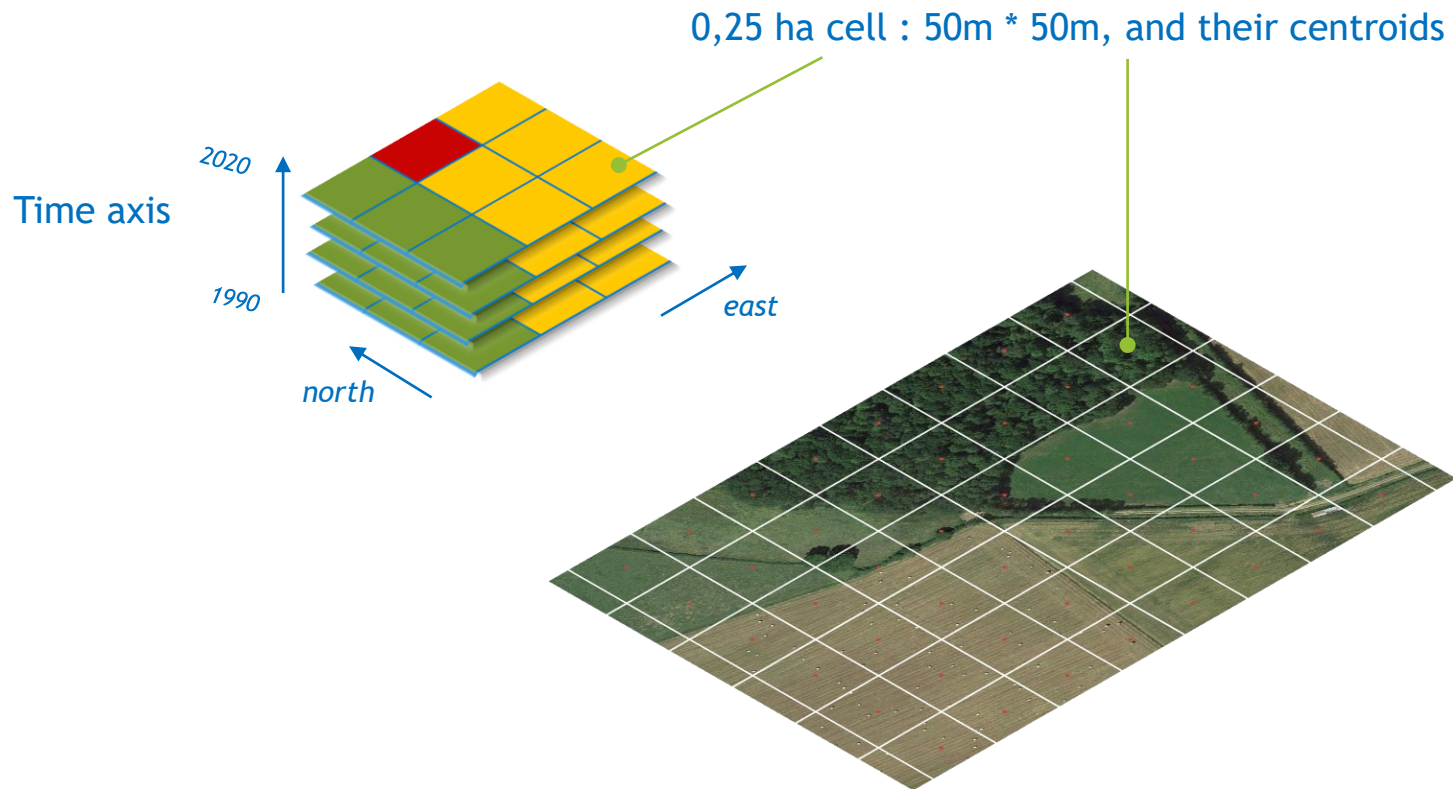 0,25 ha cell : 50m * 50m, and their centroids
2020
Time axis
1990
east
north